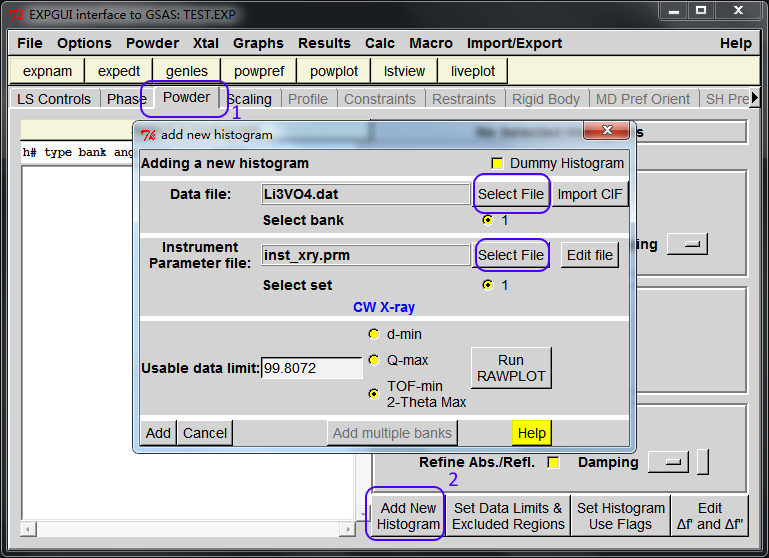 EXPGUI interface to GSAS: TEST.EXP
File Options Powder Xtal Graphs Results Calc Macro Import/Export Help
expnam expedt genles powpref powplot lstview liveplot
LS Controls Phase Powder Scaling Profile Constraints Restraints Rigid Body MD Pref Orient SH Pre
1
h# type bank ang
add new histogram
Adding a new histogram Dummy Histogram
Data file: Li3VO4.dat Select File Import CIF
Select bank 1
Instrument
Parameter file: inst_xry.prm Select File Edit file
Select set 1
CW X-ray
d-min
Usable data limit: 99.8072 Q-max Run
RAWPLOT
TOF-min
2-Theta Max
Add Cancel Add multiple banks Help
Refine Abs./Refl. Damping
2
Add New
Histogram
Set Data Limits &
Excluded Regions
Set Histogram
Use Flags
Edit
Δf' and Δf"